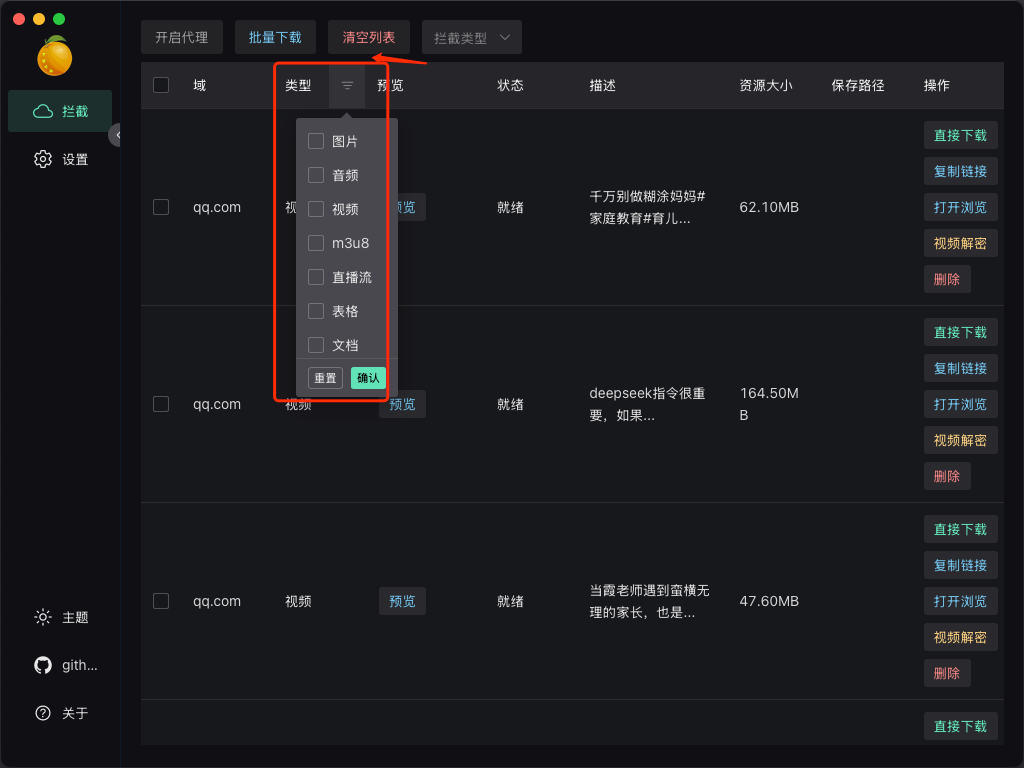 开启代理
批量下载
清空列表
拦截类型
拦截
设置
主题
gith...
关于
域
类型
预览
状态
描述
资源大小
保存路径
操作
图片
音频
视频
m3u8
直播流
表格
文档
重置
确认
qq.com
视
预览
就绪
千万别做糊涂妈妈#
家庭教育#育儿...
62.10MB
直接下载
复制链接
打开浏览
视频解密
删除
qq.com
视频
预览
就绪
deepseek指令很重
要，如果...
164.50M
B
直接下载
复制链接
打开浏览
视频解密
删除
qq.com
视频
预览
就绪
当霞老师遇到蛮横无
理的家长，也是...
47.60MB
直接下载
复制链接
打开浏览
视频解密
删除
直接下载